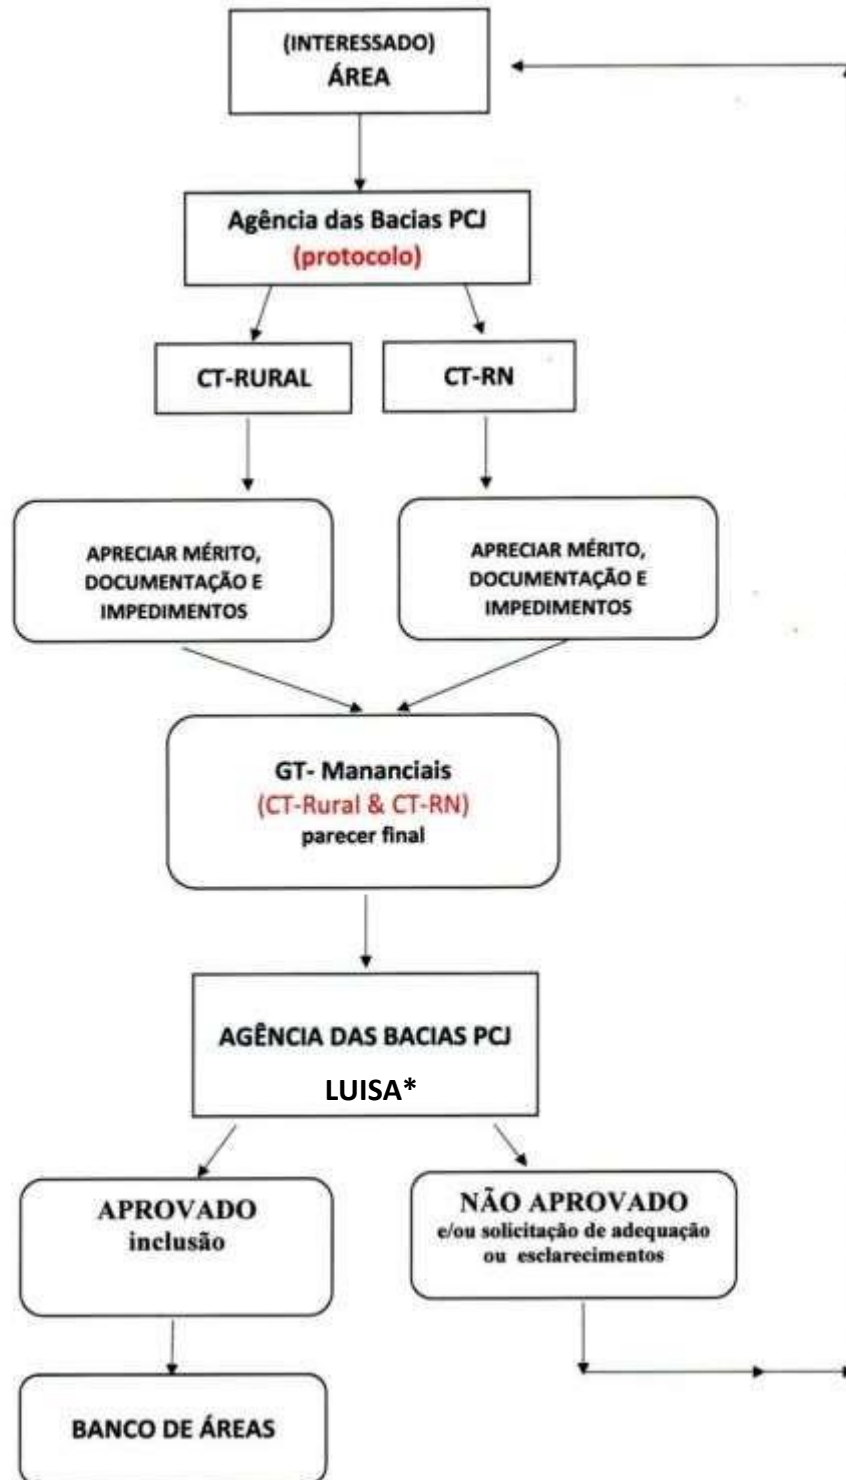 (INTERESSADO)
ÁREA
Agência das Bacias PCJ
(protocolo)
CT-RURAL
CT-RN
APRECIAR MÉRITO,
DOCUMENTAÇÃO E
IMPEDIMENTOS
APRECIAR MÉRITO,
DOCUMENTAÇÃO E
IMPEDIMENTOS
GT- Mananciais
(CT-Rural & CT-RN)
parecer final
AGÊNCIA DAS BACIAS PCJ
LUISA*
APROVADO
inclusão
NÃO APROVADO
e/ou solicitação de adequação
ou esclarecimentos
BANCO DE ÁREAS